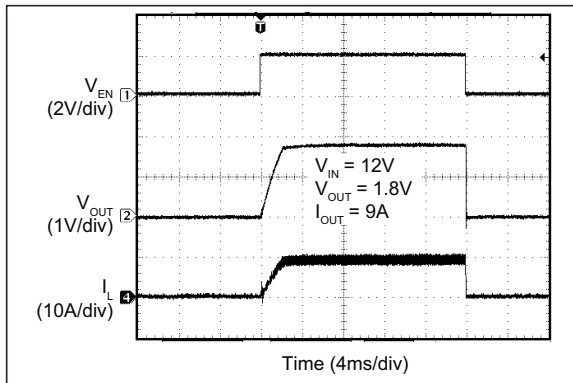 T
V_EN 1
(2V/div)
V_IN = 12V
V_OUT = 1.8V
I_OUT = 9A
V_OUT 2
(1V/div)
I_L 4
(10A/div)
Time (4ms/div)